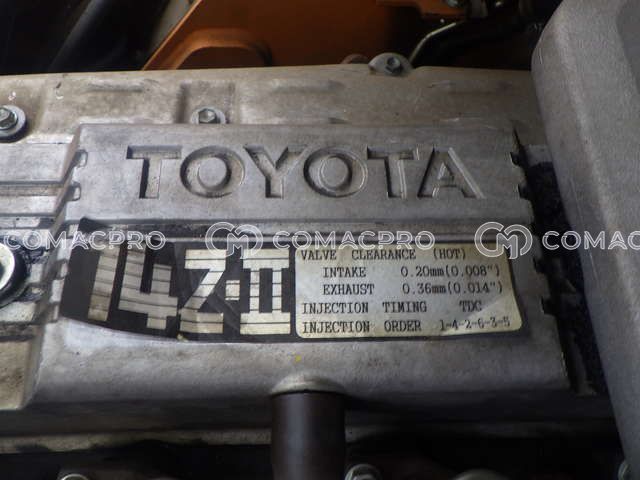 TOYOTA
COMACPRO COMACPRO COMACPRO
14Z-II
VALVE CLEARANCE (HOT)
INTAKE 0.20mm(0.008")
EXHAUST 0.36mm(0.014")
INJECTION TIMING TDC
INJECTION ORDER 1-4-2-6-3-5